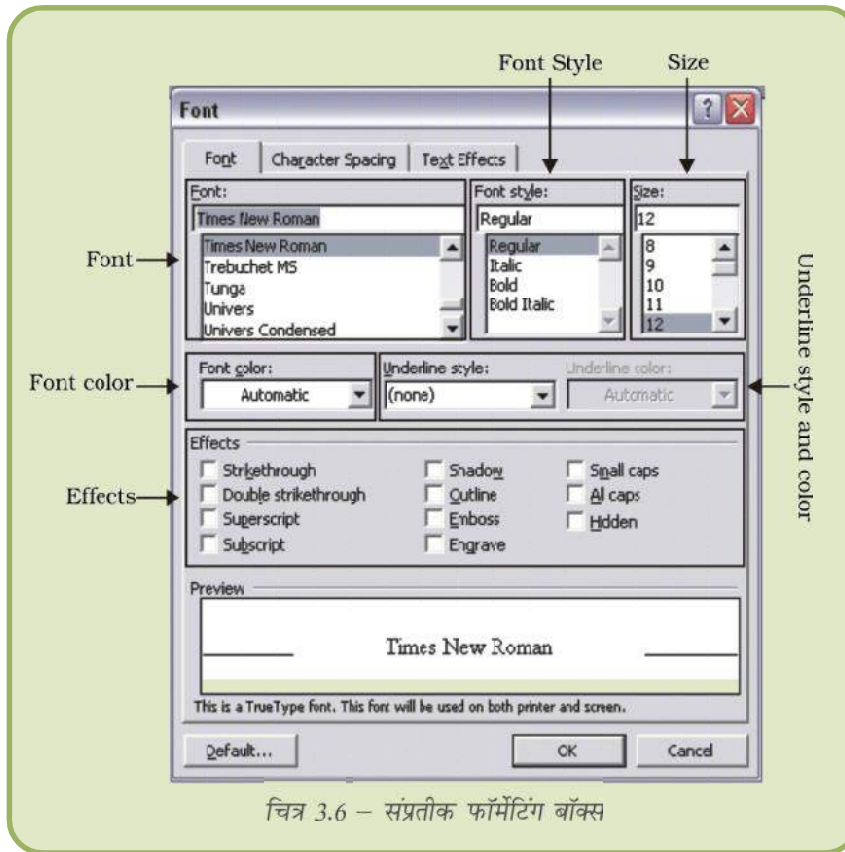 Font Style Size
Font
Font Character Spacing Text Effects
Font: Font style: Size:
Times New Roman Regular 12
Times New Roman Regular 8
Trebuchet MS Italic 9
Tunga Bold 10
Univers Bold Italic 11
Univers Condensed 12
Font
Font color: Underline style: Underline color:
Automatic (none) Automatic
Font color
Underline style and color
Effects
Strikethrough Shadow Small caps
Double strikethrough Outline All caps
Superscript Emboss Hidden
Subscript Engrave
Effects
Preview
Times New Roman
This is a TrueType font. This font will be used on both printer and screen.
Default... OK Cancel
चित्र 3.6 – संप्रतीक फॉर्मेटिंग बॉक्स